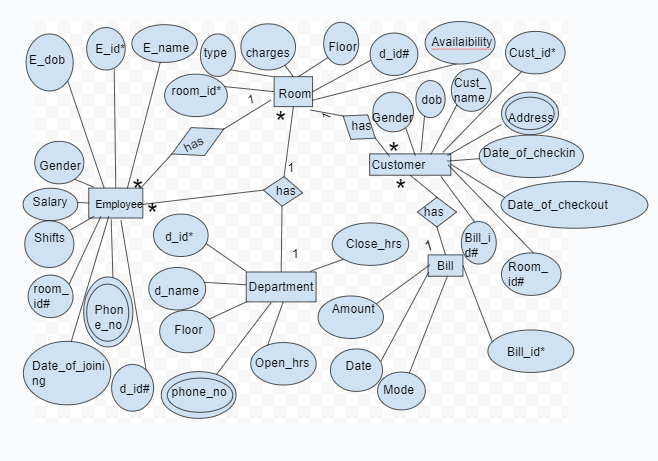 E_dob
E_id*
E_name
type
charges
Floor
d_id#
Availaibility
Cust_id*
room_id*
1
Room
*
1
has
Gender
dob
Cust_
name
Address
has
*
Customer
*
Date_of_checkin
Gender
Salary
Shifts
room_
id#
*
Employee
*
1
has
Date_of_checkout
has
d_id*
Close_hrs
1
1
Bill_i
d#
Bill
Room_
id#
Department
d_name
Floor
Phon
e_no
Amount
Date
Mode
Bill_id*
Date_of_joini
ng
d_id#
phone_no
Open_hrs